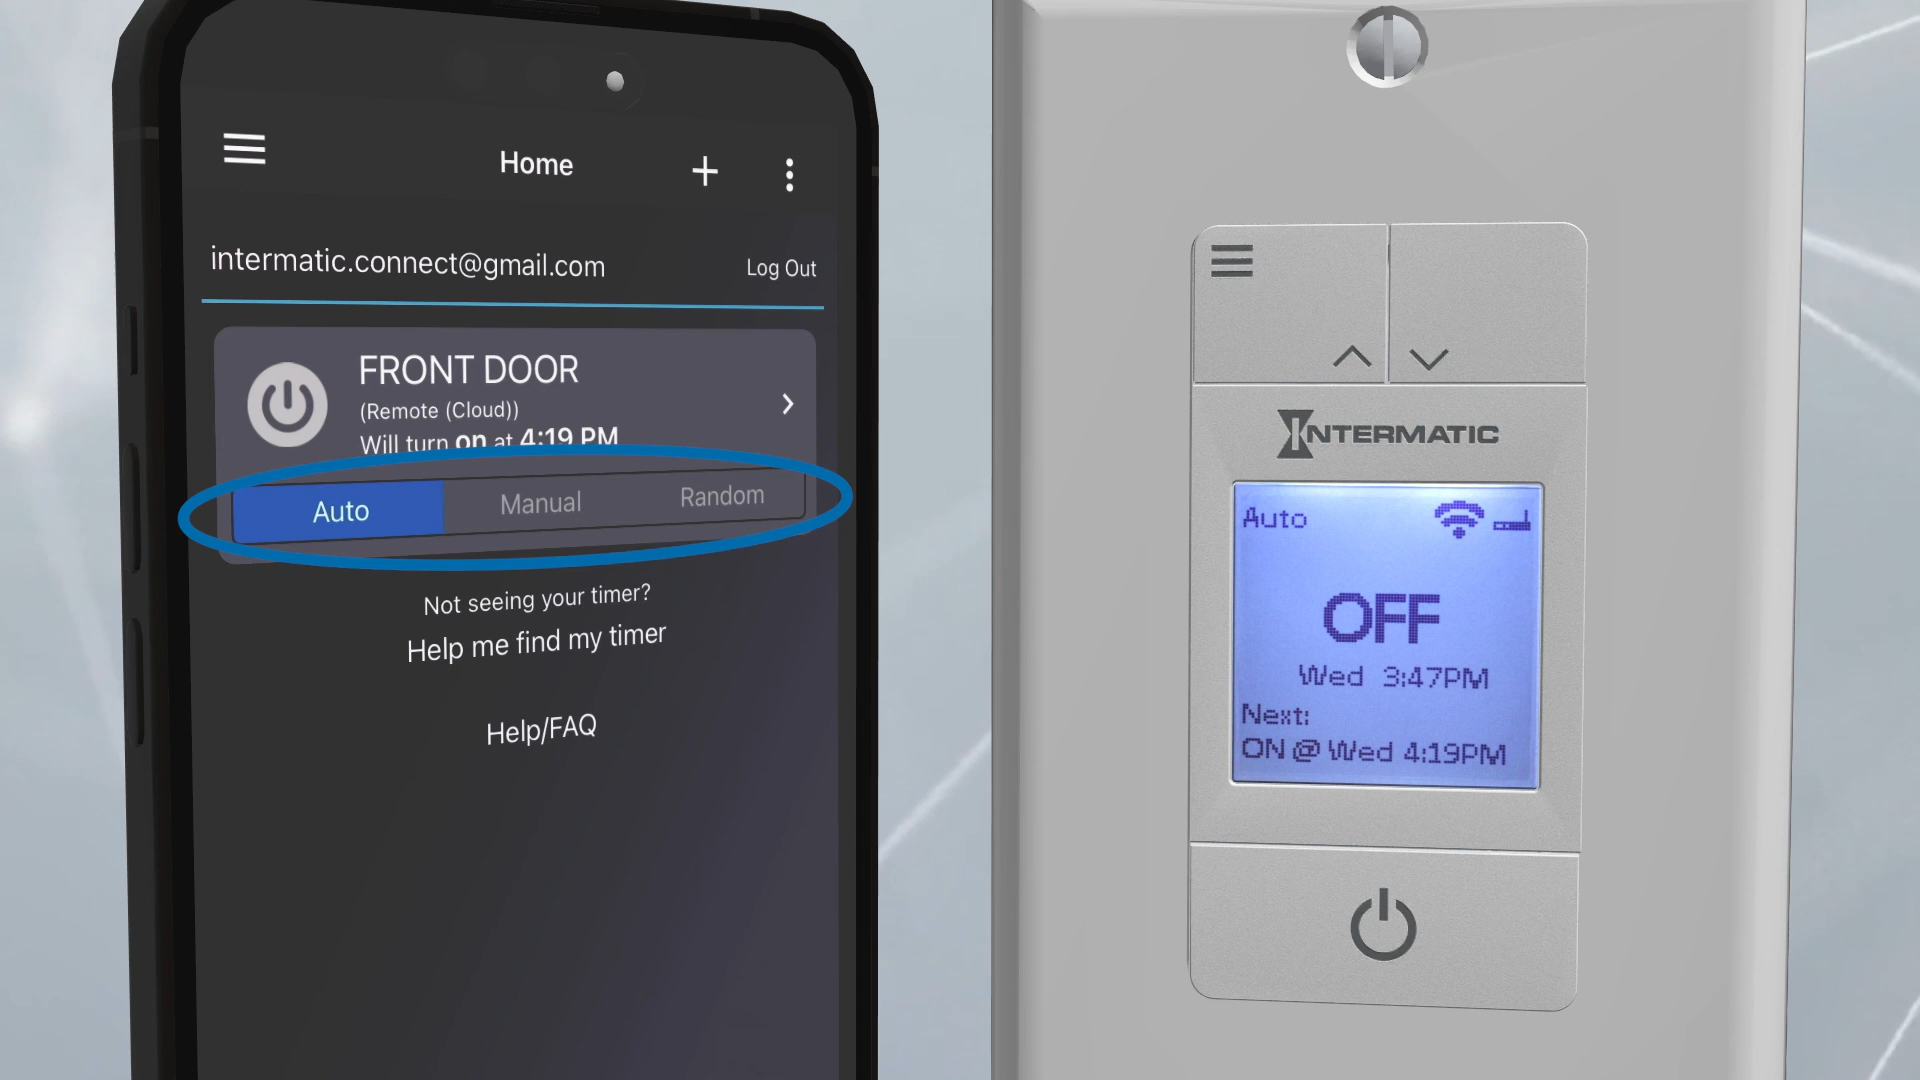 Home
intermatic.connect@gmail.com
Log Out
FRONT DOOR
(Remote (Cloud))
Will turn on at 4:19 PM
Auto
Manual
Random
Not seeing your timer?
Help me find my timer
Help/FAQ
INTERMATIC
Auto
OFF
Wed 3:47PM
Next:
ON @ Wed 4:19PM